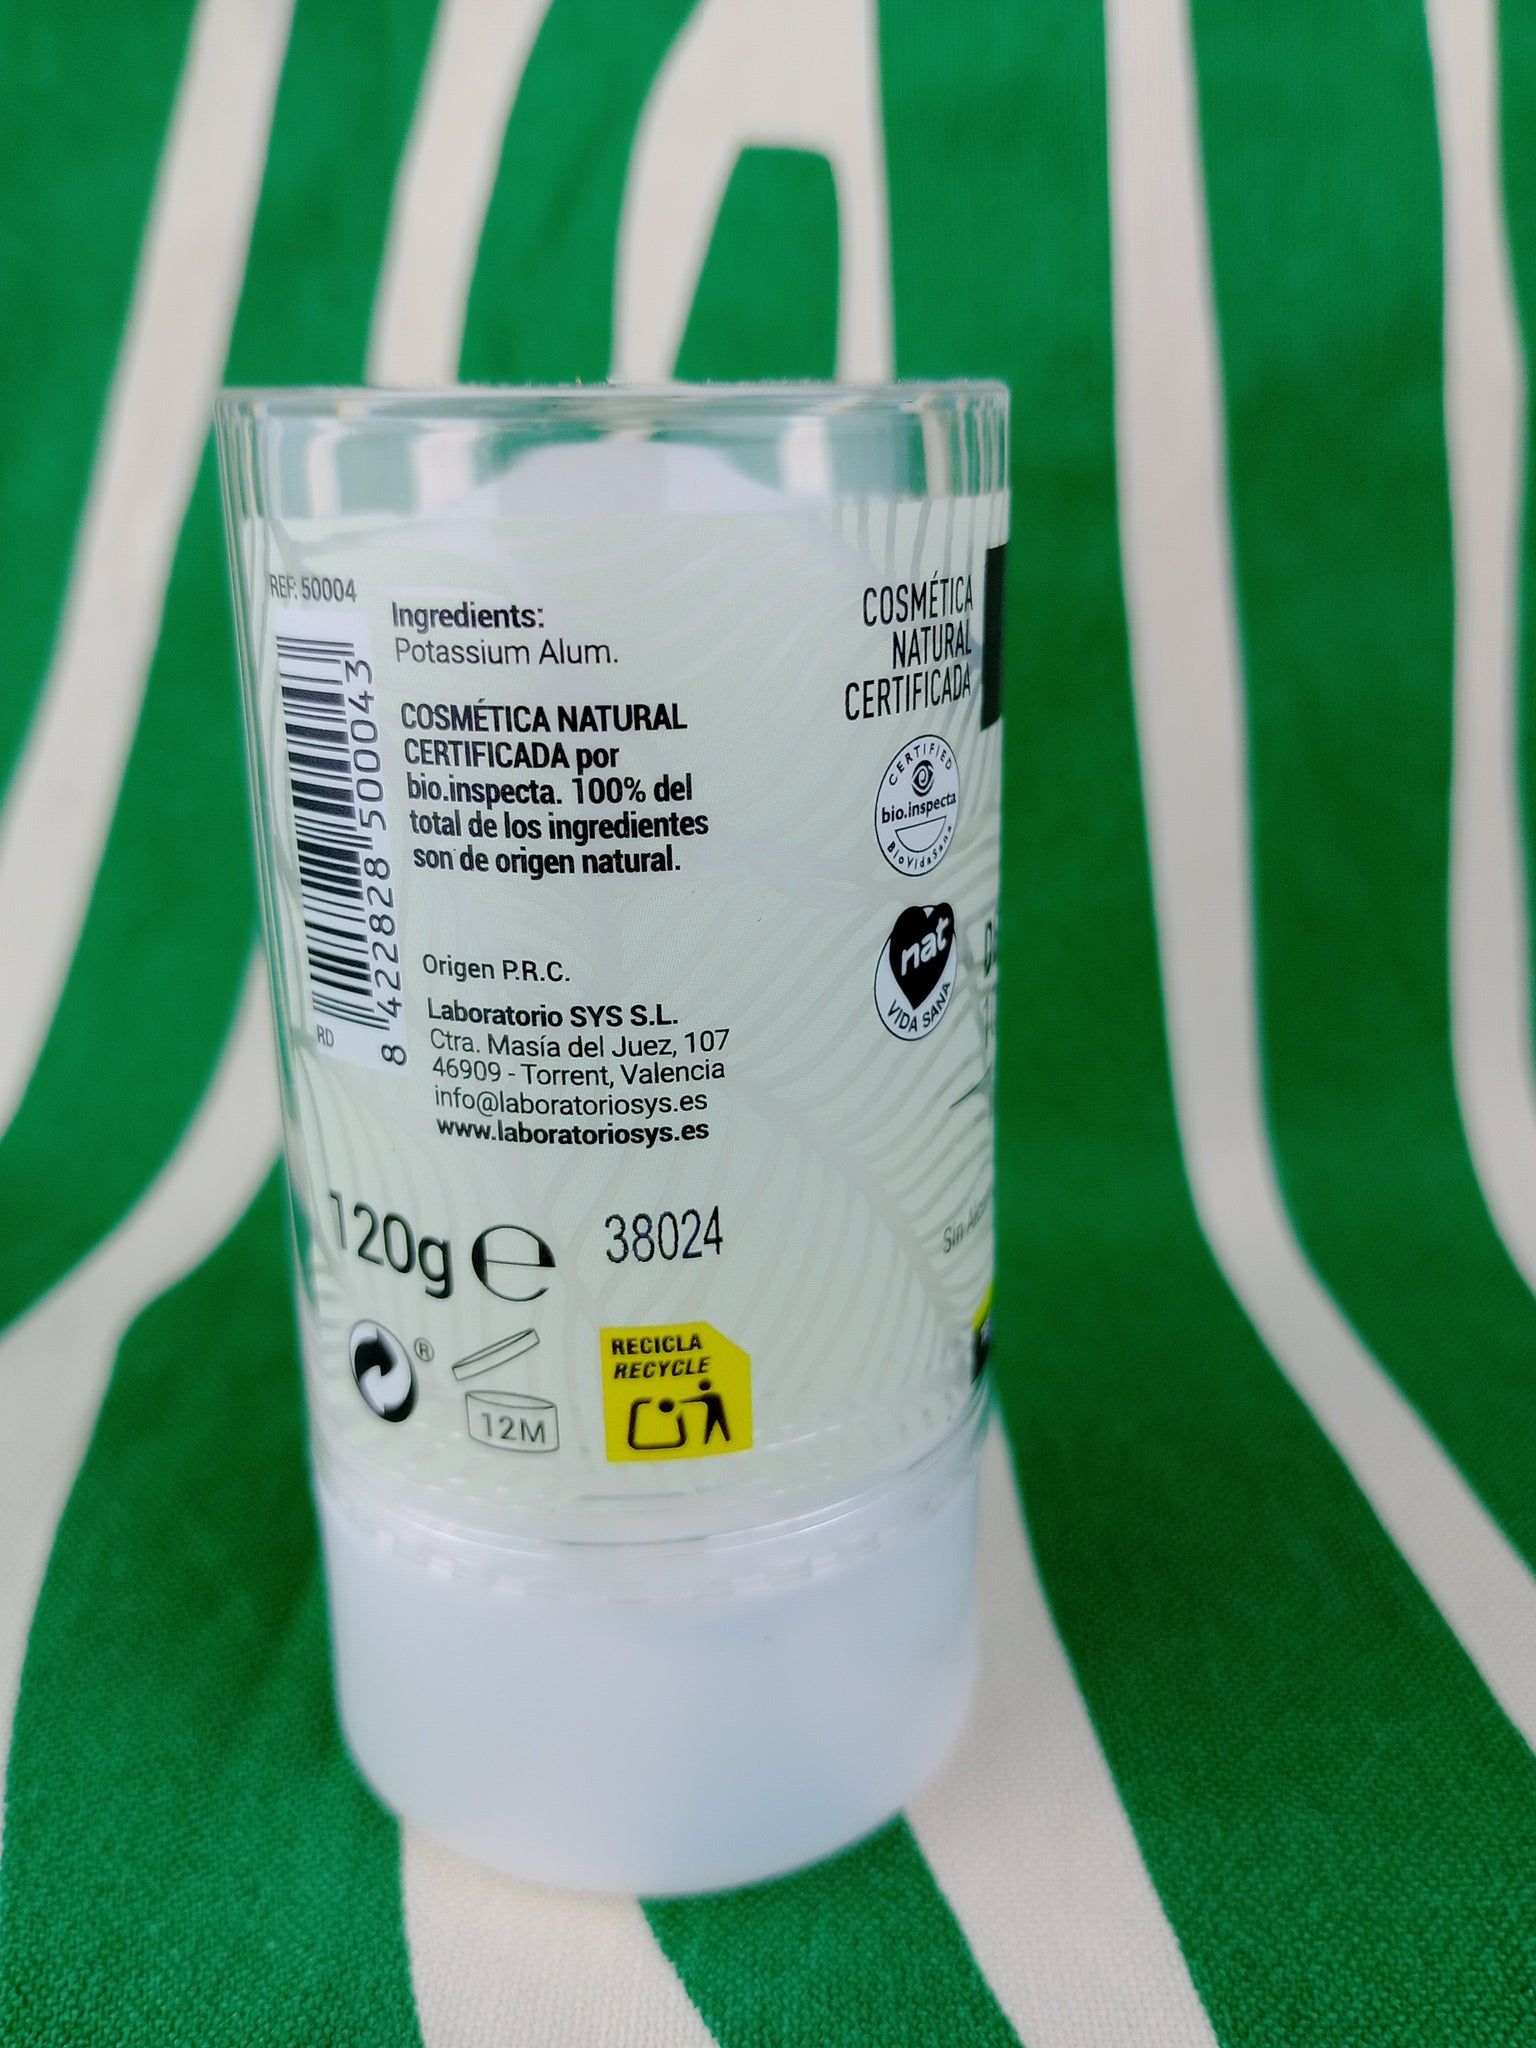 REF: 50004
8 422828 500043
RD
Ingredients:
Potassium Alum.
COSMÉTICA NATURAL
CERTIFICADA por
bio.inspecta. 100% del
total de los ingredientes
son de origen natural.
Origen P.R.C.
Laboratorio SYS S.L.
Ctra. Masía del Juez, 107
46909 - Torrent, Valencia
info@laboratoriosys.es
www.laboratoriosys.es
120g e
38024
®
12M
RECICLA
RECYCLE
COSMÉTICA
NATURAL
CERTIFICADA
CERTIFIED
bio.inspecta
BioVidaSana
nat
VIDA SANA
Sin